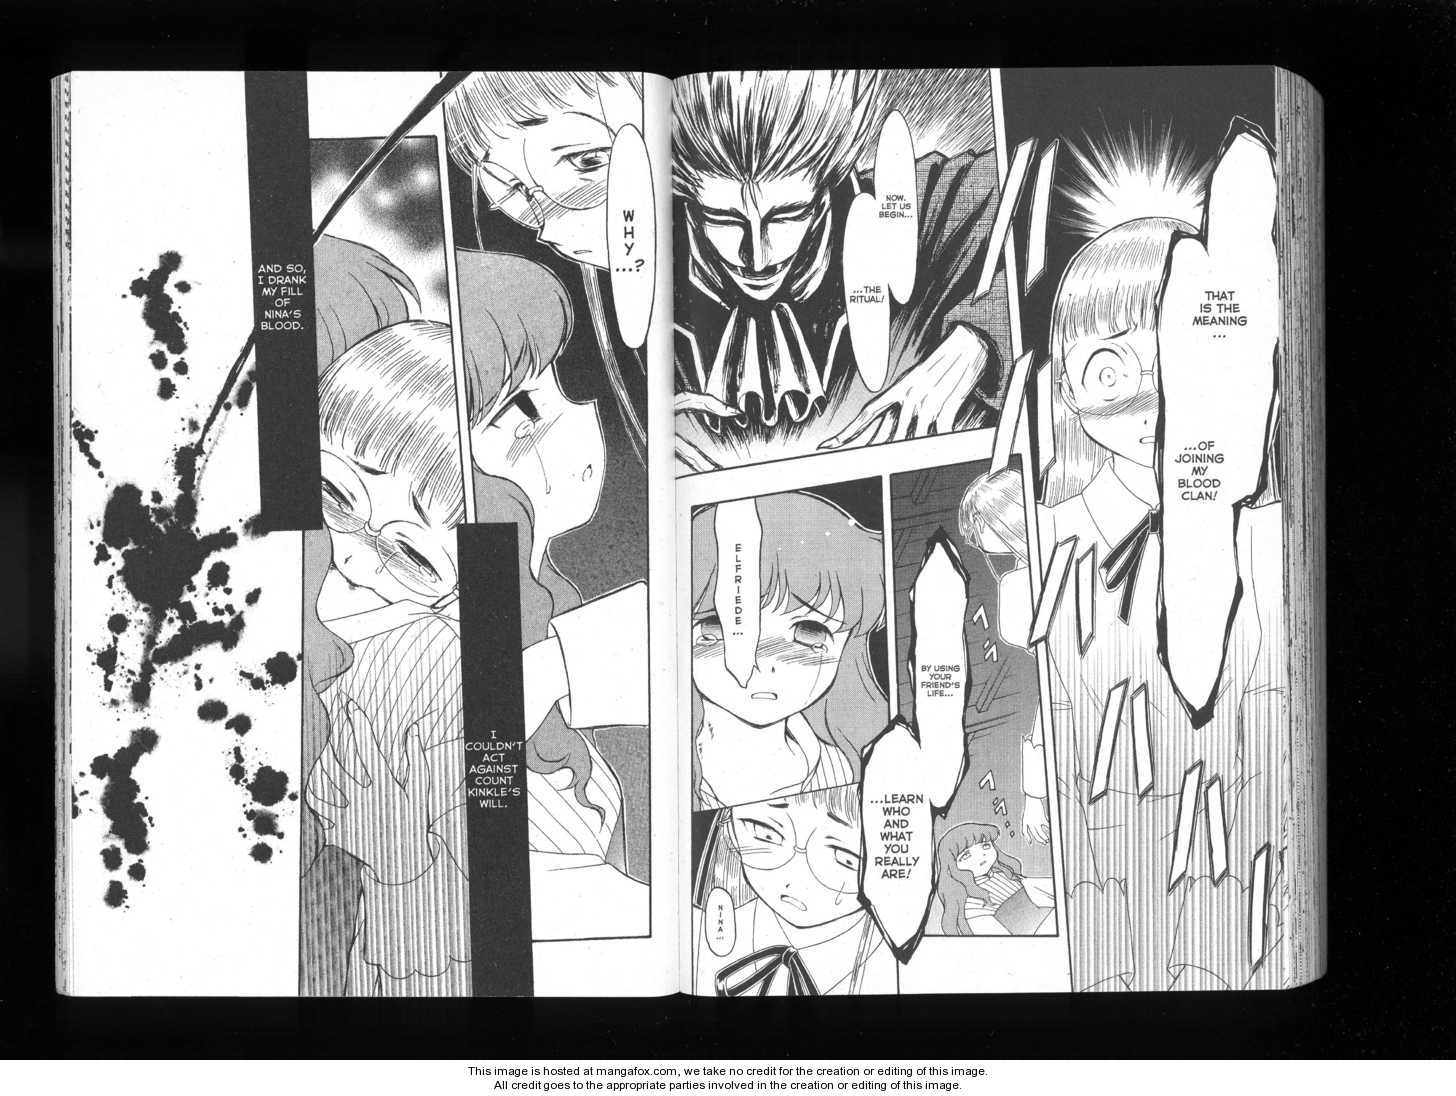 THAT
IS THE
MEANING
...
...OF
JOINING
MY
BLOOD
CLAN!
NOW.
LET US
BEGIN...
...THE
RITUAL!
BY USING
YOUR
FRIEND'S
LIFE...
...LEARN
WHO
AND
WHAT
YOU
REALLY
ARE!
ELFRIEDE
...
NINA
...
WHY
...?
I
COULDN'T
ACT
AGAINST
COUNT
KINKLE'S
WILL.
AND SO,
I DRANK
MY FILL
OF
NINA'S
BLOOD.
This image is hosted at mangafox.com, we take no credit for the creation or editing of this image.
All credit goes to the appropriate parties involved in the creation or editing of this image.